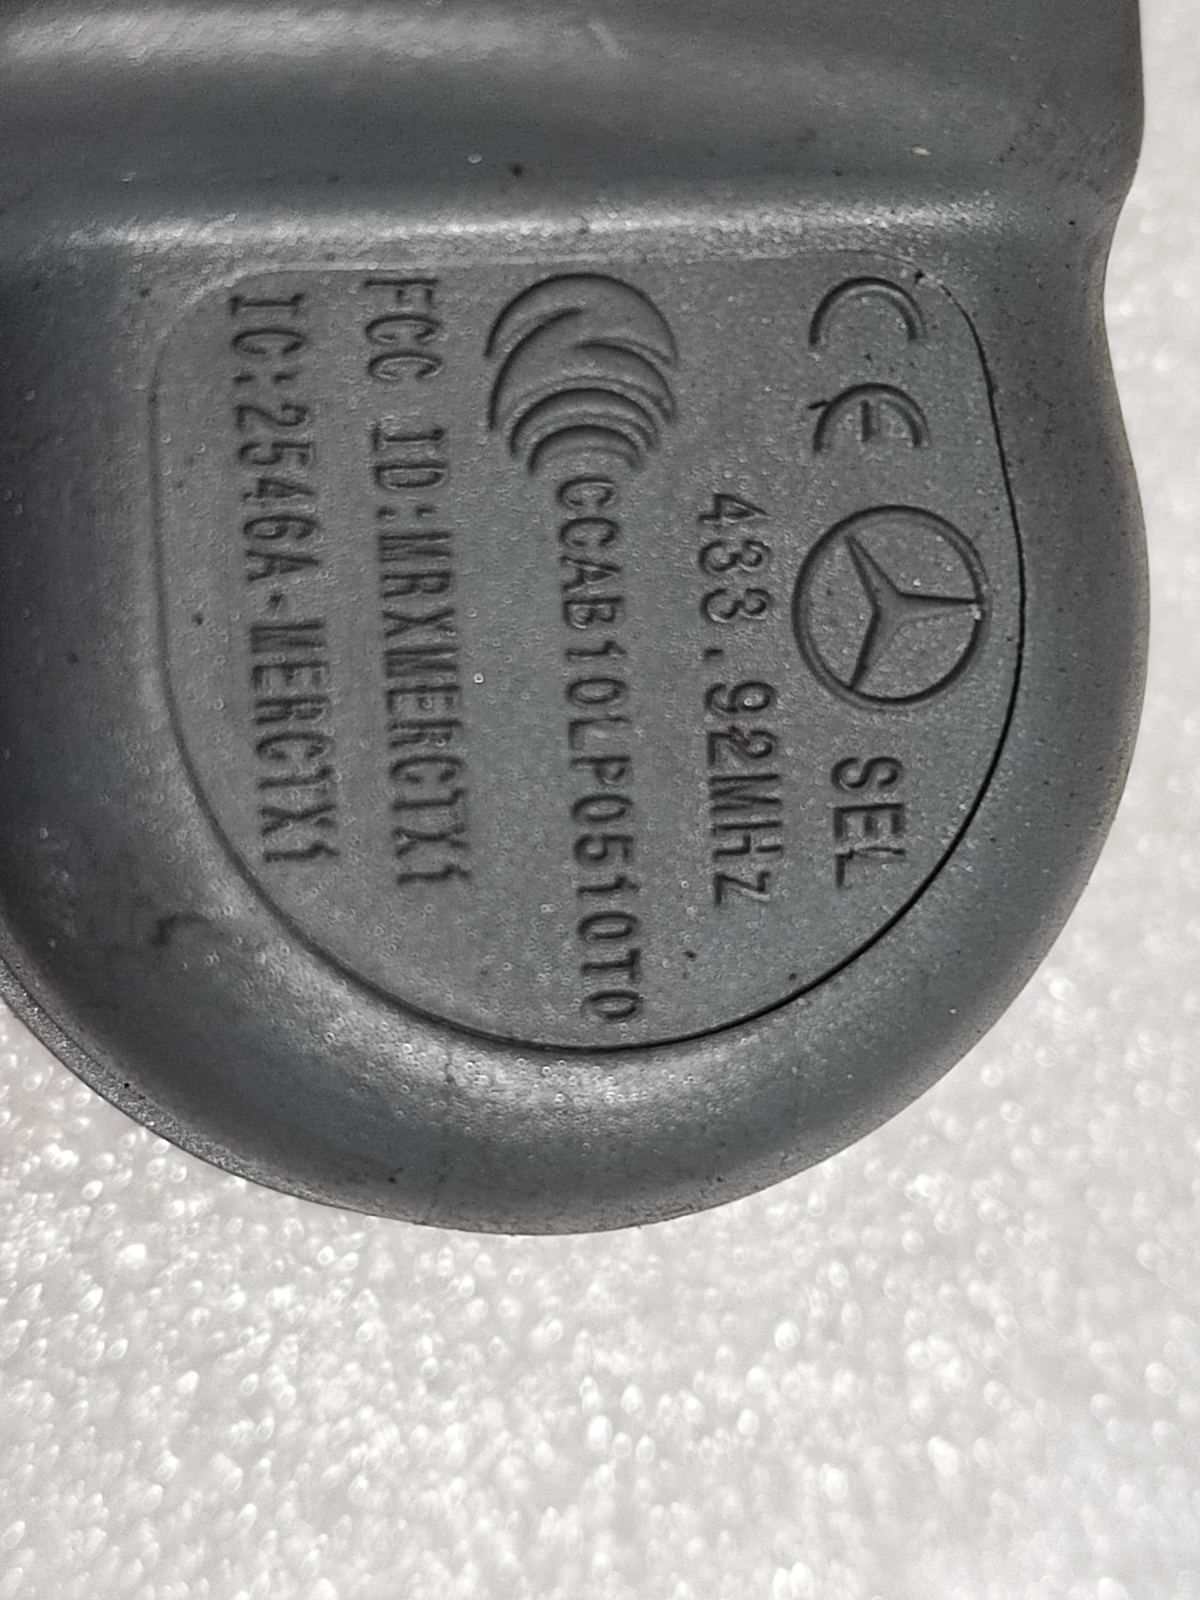 CE SEL
433.92MHZ
CCAB10LP0510T0
FCC ID:MRXMERCTX1
IC:2546A-MERCTX1